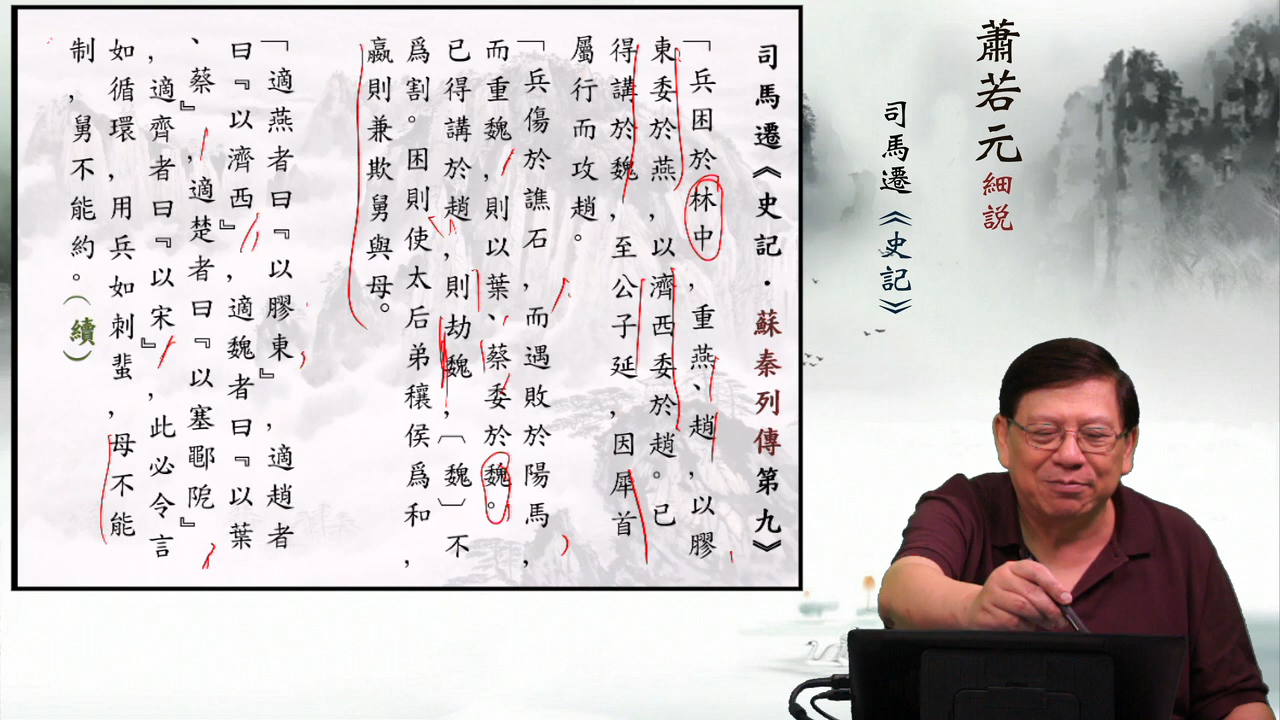 蕭若元細說
司馬遷《史記》
司馬遷《史記．蘇秦列傳第九》
「兵困於林中，重燕、趙，以膠
東委於燕，以濟西委於趙。已
得講於魏，至公子延，因犀首
屬行而攻趙。
「兵傷於譙石，而遇敗於陽馬，
而重魏，則以葉、蔡委於魏。
已得講於趙，則劫魏，〔魏〕不
爲割。困則使太后弟穰侯爲和，
嬴則兼欺舅與母。
「適燕者曰『以膠東』，適趙者
曰『以濟西』，適魏者曰『以葉
、蔡』，適楚者曰『以塞鄳阨』
，適齊者曰『以宋』，此必令言
如循環，用兵如刺蜚，母不能
制，舅不能約。（續）